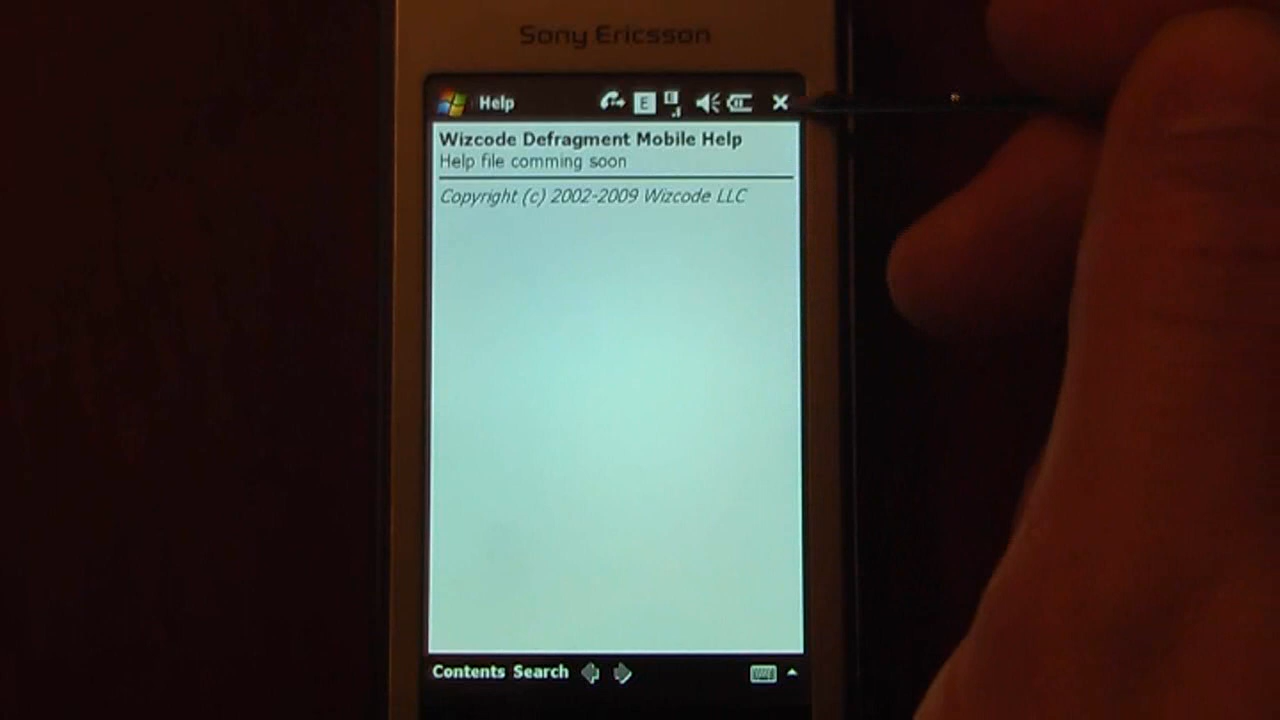 Sony Ericsson
Help E
Wizcode Defragment Mobile Help
Help file comming soon
Copyright (c) 2002-2009 Wizcode LLC
Contents Search